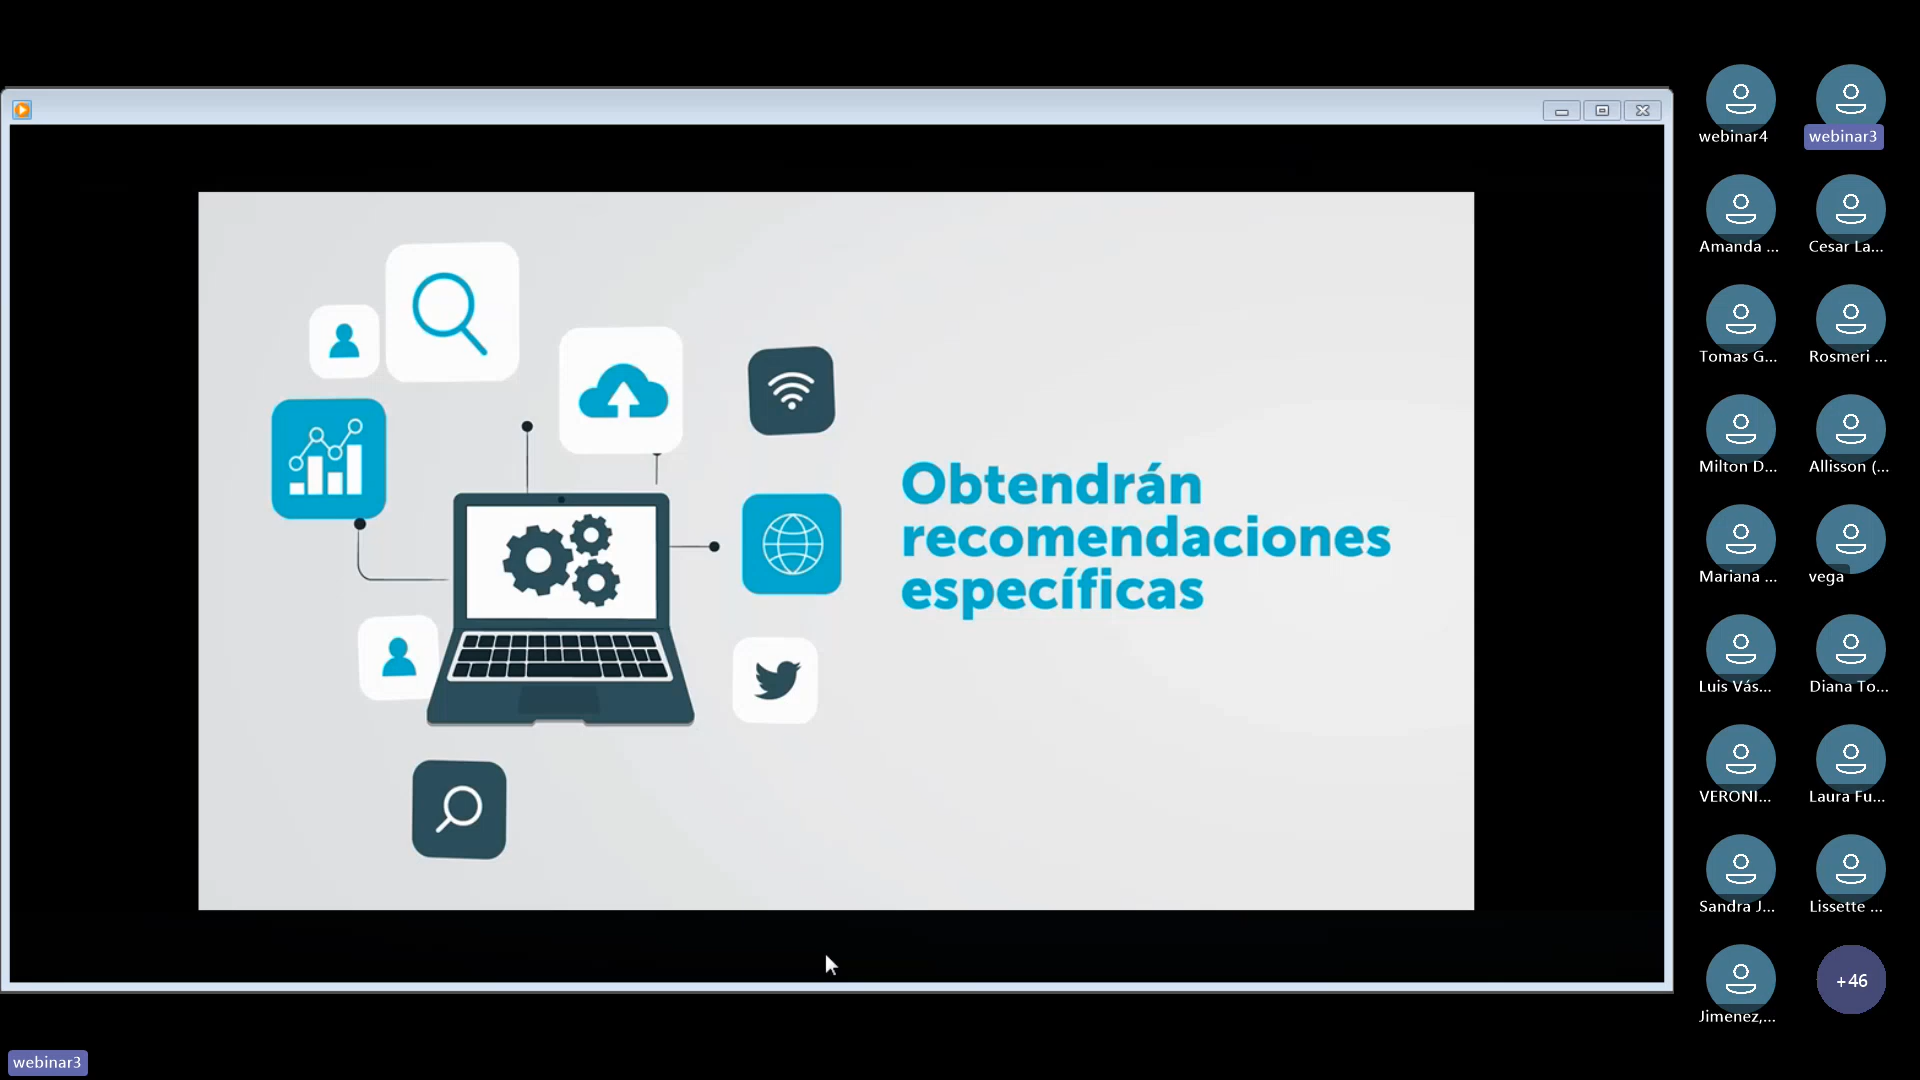 webinar4
webinar3
Amanda ...
Cesar La...
Tomas G...
Rosmeri ...
Milton D...
Allisson (...
Mariana ...
vega
Luis Vás...
Diana To...
VERONI...
Laura Fu...
Sandra J...
Lissette ...
Jimenez,...
+46
Obtendrán
recomendaciones
específicas
webinar3